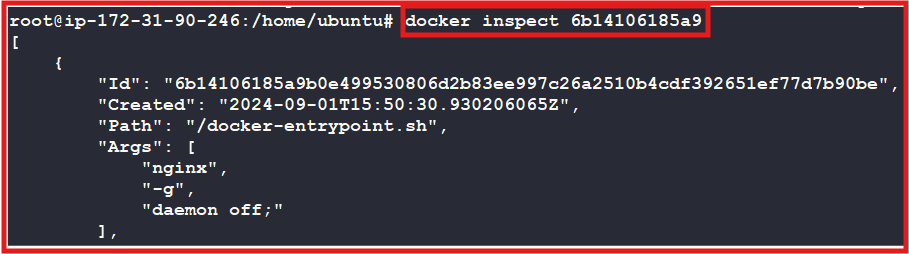 root@ip-172-31-90-246:/home/ubuntu# docker inspect 6b14106185a9
[
    {
        "Id": "6b14106185a9b0e499530806d2b83ee997c26a2510b4cdf392651ef77d7b90be",
        "Created": "2024-09-01T15:50:30.930206065Z",
        "Path": "/docker-entrypoint.sh",
        "Args": [
            "nginx",
            "-g",
            "daemon off;"
        ],